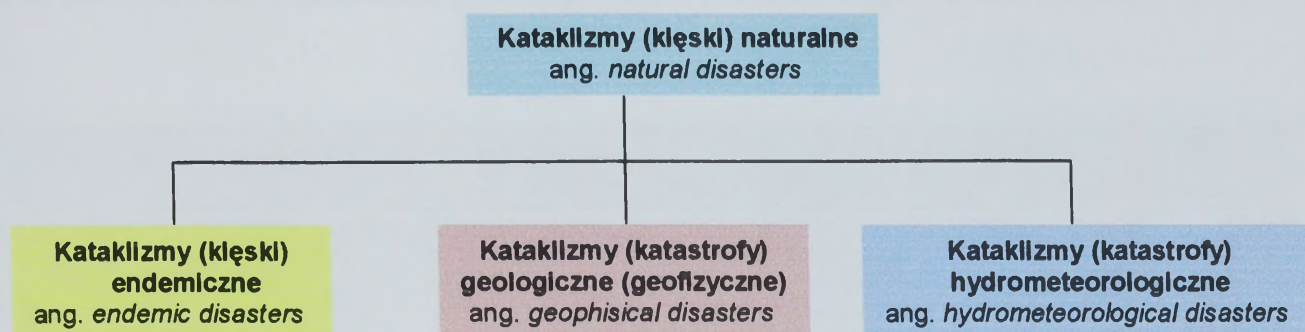 Kataklizmy (klęski) naturalne
ang. natural disasters
Kataklizmy (klęski)
endemiczne
ang. endemic disasters
Kataklizmy (katastrofy)
geologiczne (geofizyczne)
ang. geophisical disasters
Kataklizmy (katastrofy)
hydrometeorologiczne
ang. hydrometeorological disasters